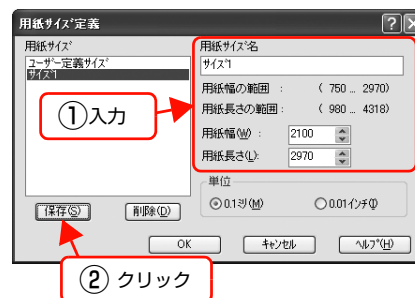 用紙サイズ定義
用紙サイズ
ユーザー定義サイズ
サイズ1
用紙サイズ名
サイズ1
用紙幅の範囲 : ( 750 ... 2970)
用紙長さの範囲 : ( 980 ... 4318)
用紙幅(W) : 2100
用紙長さ(L): 2970
①入力
単位
0.1ミリ(M) 0.01インチ(I)
保存(S) 削除(D)
OK キャンセル ヘルプ(H)
② クリック